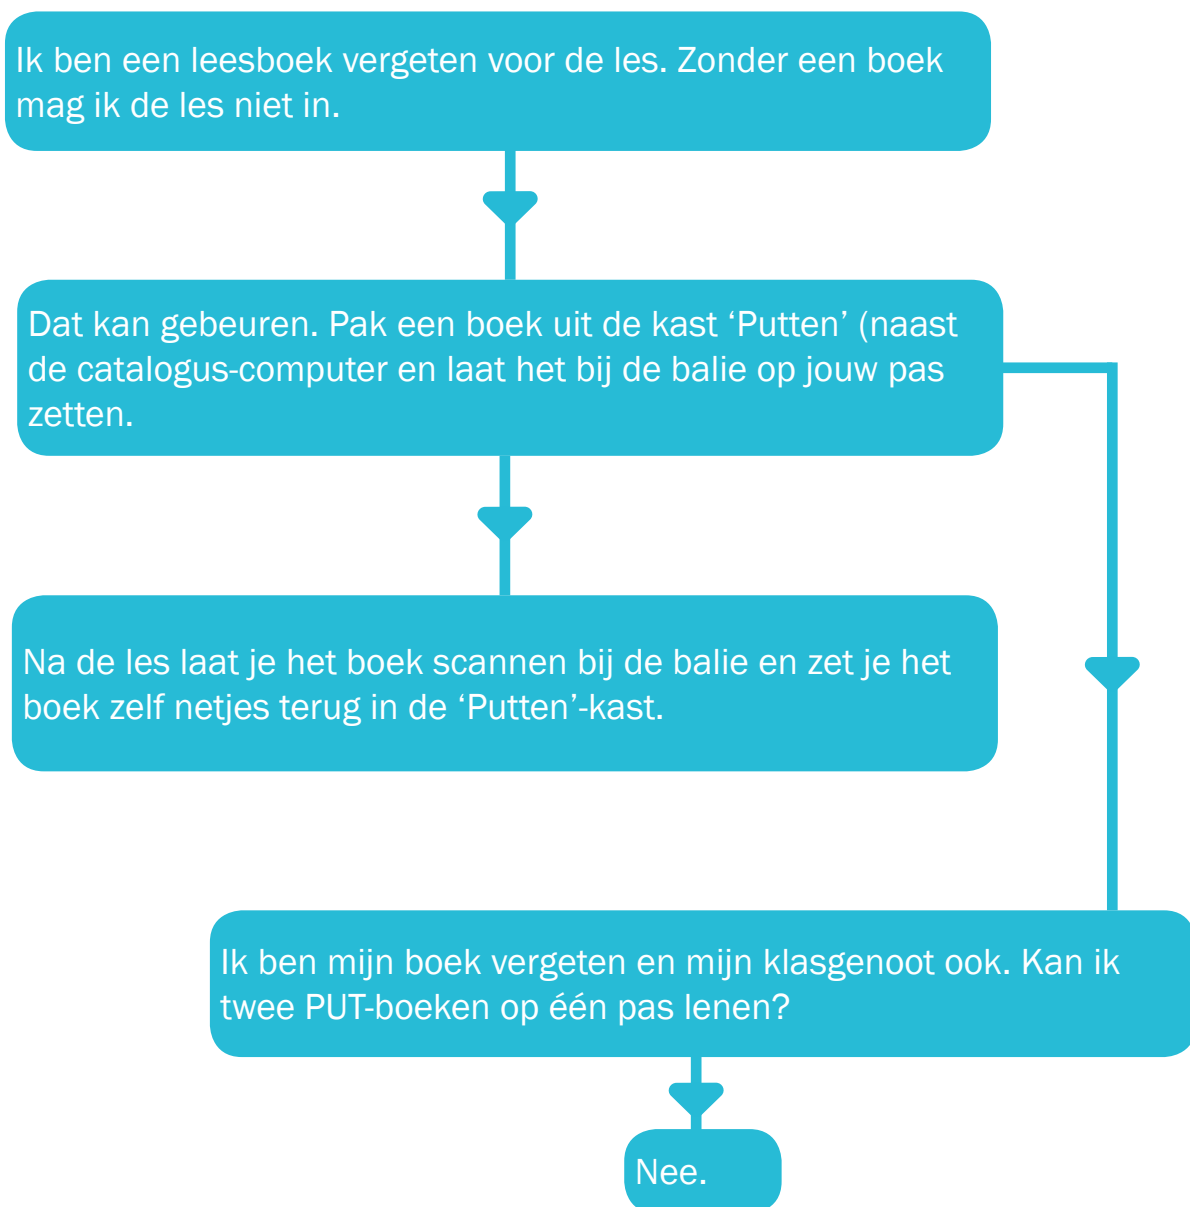 Ik ben een leesboek vergeten voor de les. Zonder een boek
mag ik de les niet in.
Dat kan gebeuren. Pak een boek uit de kast ‘Putten’ (naast
de catalogus-computer en laat het bij de balie op jouw pas
zetten.
Na de les laat je het boek scannen bij de balie en zet je het
boek zelf netjes terug in de ‘Putten’-kast.
Ik ben mijn boek vergeten en mijn klasgenoot ook. Kan ik
twee PUT-boeken op één pas lenen?
Nee.